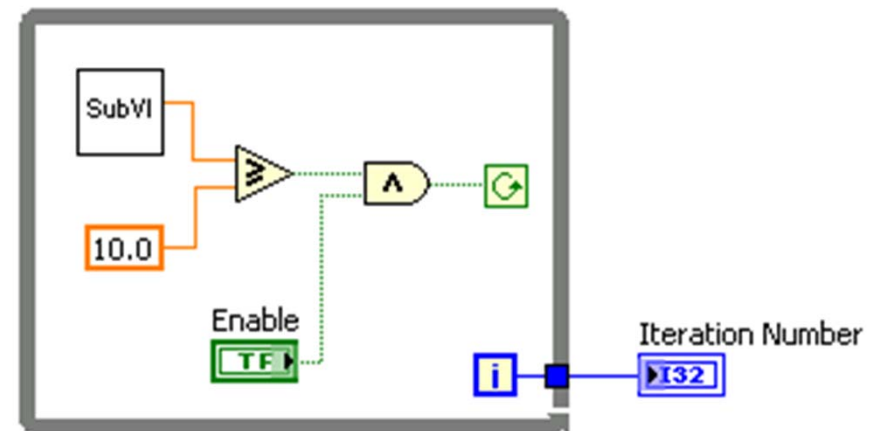 SubVI
≥
Λ
10.0
Enable
TF
i
Iteration Number
I32